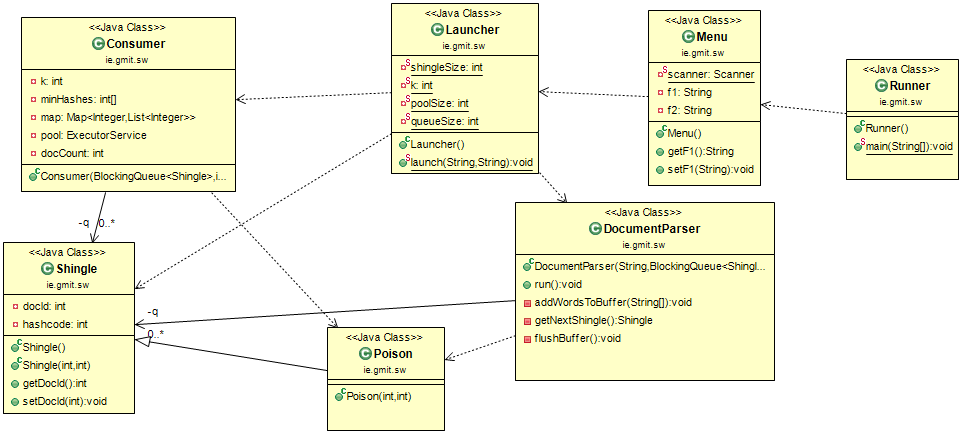 <<Java Class>>
Consumer
ie.gmit.sw
k: int
minHashes: int[]
map: Map<Integer,List<Integer>>
pool: ExecutorService
docCount: int
Consumer(BlockingQueue<Shingle>,i...
<<Java Class>>
Launcher
ie.gmit.sw
shingleSize: int
k: int
poolSize: int
queueSize: int
Launcher()
launch(String,String):void
<<Java Class>>
Menu
ie.gmit.sw
scanner: Scanner
f1: String
f2: String
Menu()
getF1():String
setF1(String):void
<<Java Class>>
Runner
ie.gmit.sw
Runner()
main(String[]):void
-q 0..*
<<Java Class>>
Shingle
ie.gmit.sw
docId: int
hashcode: int
Shingle()
Shingle(int,int)
getDocId():int
setDocId(int):void
<<Java Class>>
DocumentParser
ie.gmit.sw
DocumentParser(String,BlockingQueue<Shingl...
run():void
addWordsToBuffer(String[]):void
getNextShingle():Shingle
flushBuffer():void
-q
0..*
<<Java Class>>
Poison
ie.gmit.sw
Poison(int,int)